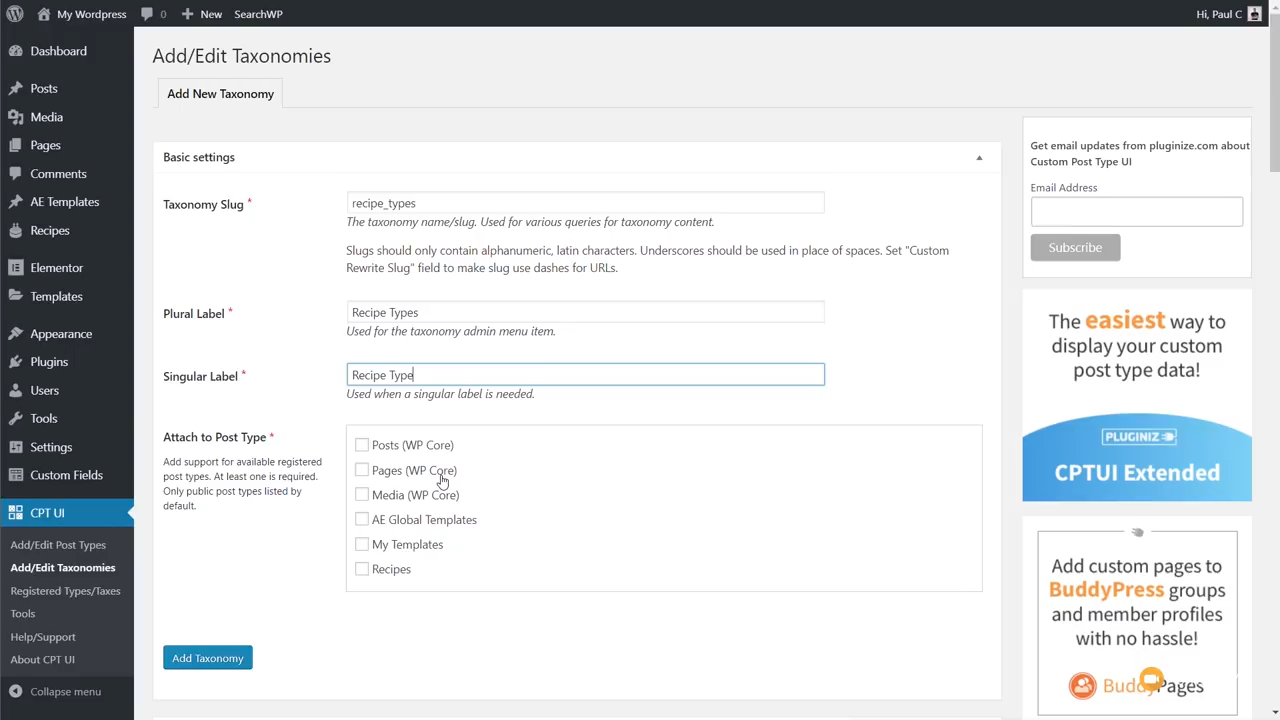 My Wordpress
0
New
SearchWP
Hi, Paul C
Dashboard
Posts
Media
Pages
Comments
AE Templates
Recipes
Elementor
Templates
Appearance
Plugins
Users
Tools
Settings
Custom Fields
CPT UI
Add/Edit Post Types
Add/Edit Taxonomies
Registered Types/Taxes
Tools
Help/Support
About CPT UI
Collapse menu
Add/Edit Taxonomies
Add New Taxonomy
Basic settings
Taxonomy Slug *
recipe_types
The taxonomy name/slug. Used for various queries for taxonomy content.
Slugs should only contain alphanumeric, latin characters. Underscores should be used in place of spaces. Set "Custom
Rewrite Slug" field to make slug use dashes for URLs.
Plural Label *
Recipe Types
Used for the taxonomy admin menu item.
Singular Label *
Recipe Type
Used when a singular label is needed.
Attach to Post Type *
Add support for available registered
post types. At least one is required.
Only public post types listed by
default.
Posts (WP Core)
Pages (WP Core)
Media (WP Core)
AE Global Templates
My Templates
Recipes
Add Taxonomy
Get email updates from pluginize.com about
Custom Post Type UI
Email Address
Subscribe
The easiest way to
display your custom
post type data!
PLUGINIZ
CPTUI Extended
Add custom pages to
BuddyPress groups
and member profiles
with no hassle!
BuddyPages